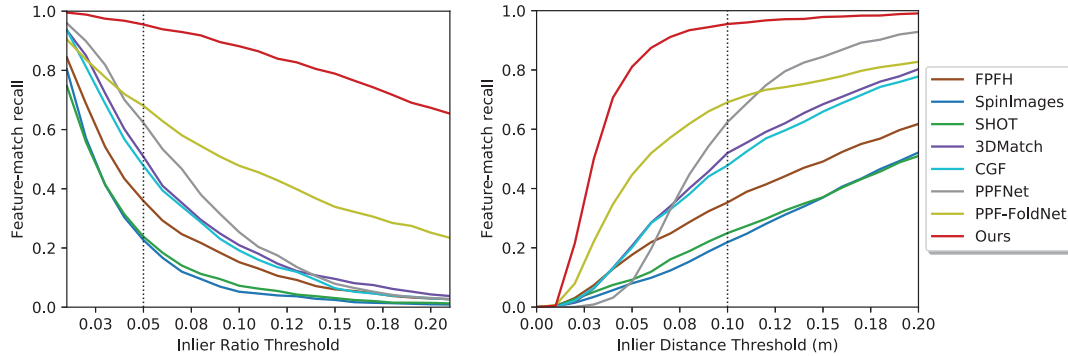 Feature-match recall
1.0
0.8
0.6
0.4
0.2
0.0
0.03 0.05 0.08 0.10 0.12 0.15 0.18 0.20
Inlier Ratio Threshold
Feature-match recall
1.0
0.8
0.6
0.4
0.2
0.0
0.00 0.03 0.05 0.08 0.10 0.12 0.15 0.18 0.20
Inlier Distance Threshold (m)
FPFH
SpinImages
SHOT
3DMatch
CGF
PPFNet
PPF-FoldNet
Ours